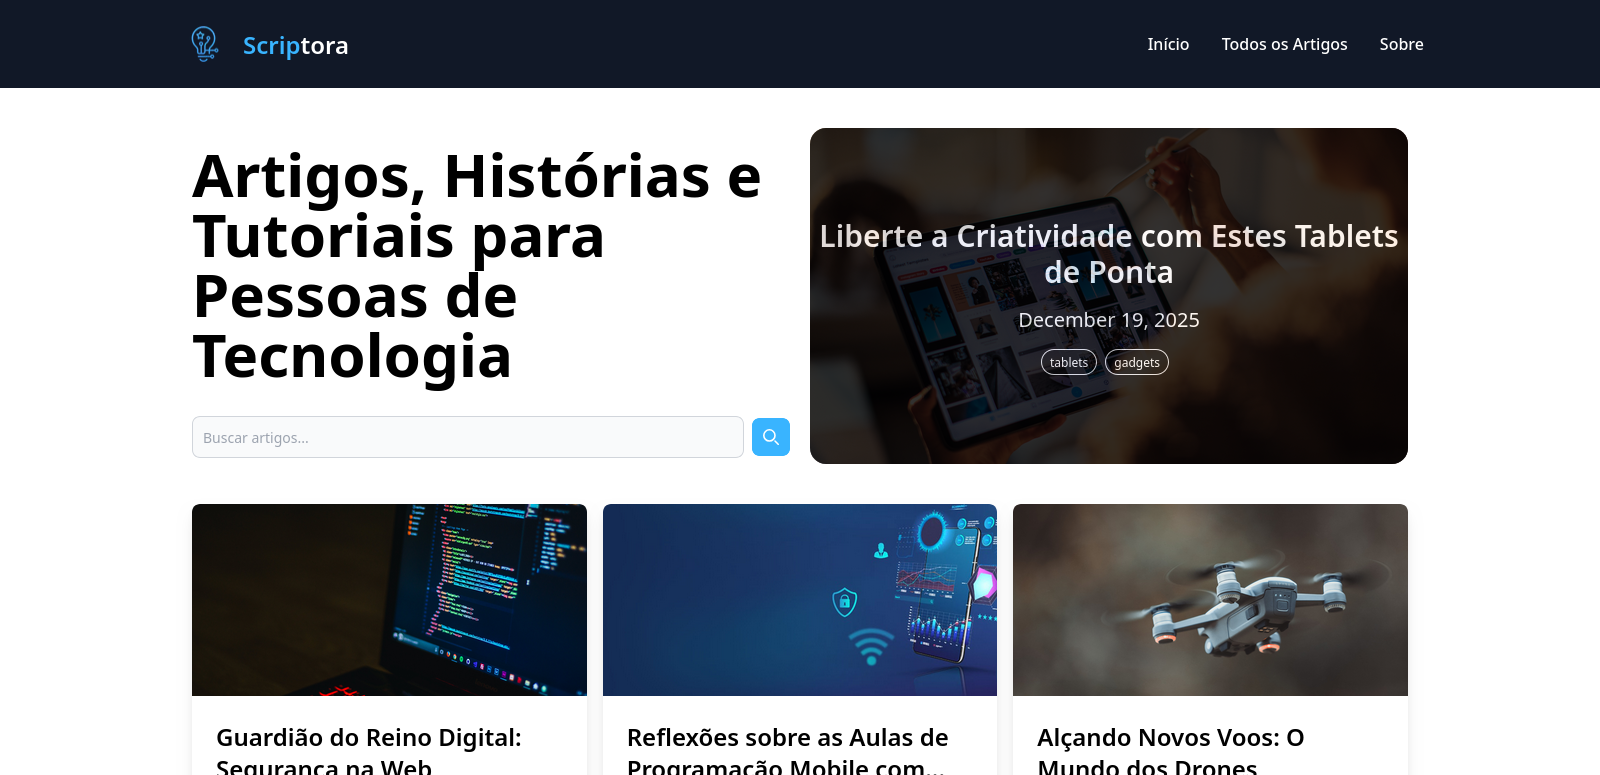 Scriptora
Início
Todos os Artigos
Sobre
Artigos, Histórias e
Tutoriais para
Pessoas de
Tecnologia
Buscar artigos...
Liberte a Criatividade com Estes Tablets
de Ponta
December 19, 2025
tablets
gadgets
Guardião do Reino Digital:
Segurança na Web
Reflexões sobre as Aulas de
Programação Mobile com...
Alçando Novos Voos: O
Mundo dos Drones